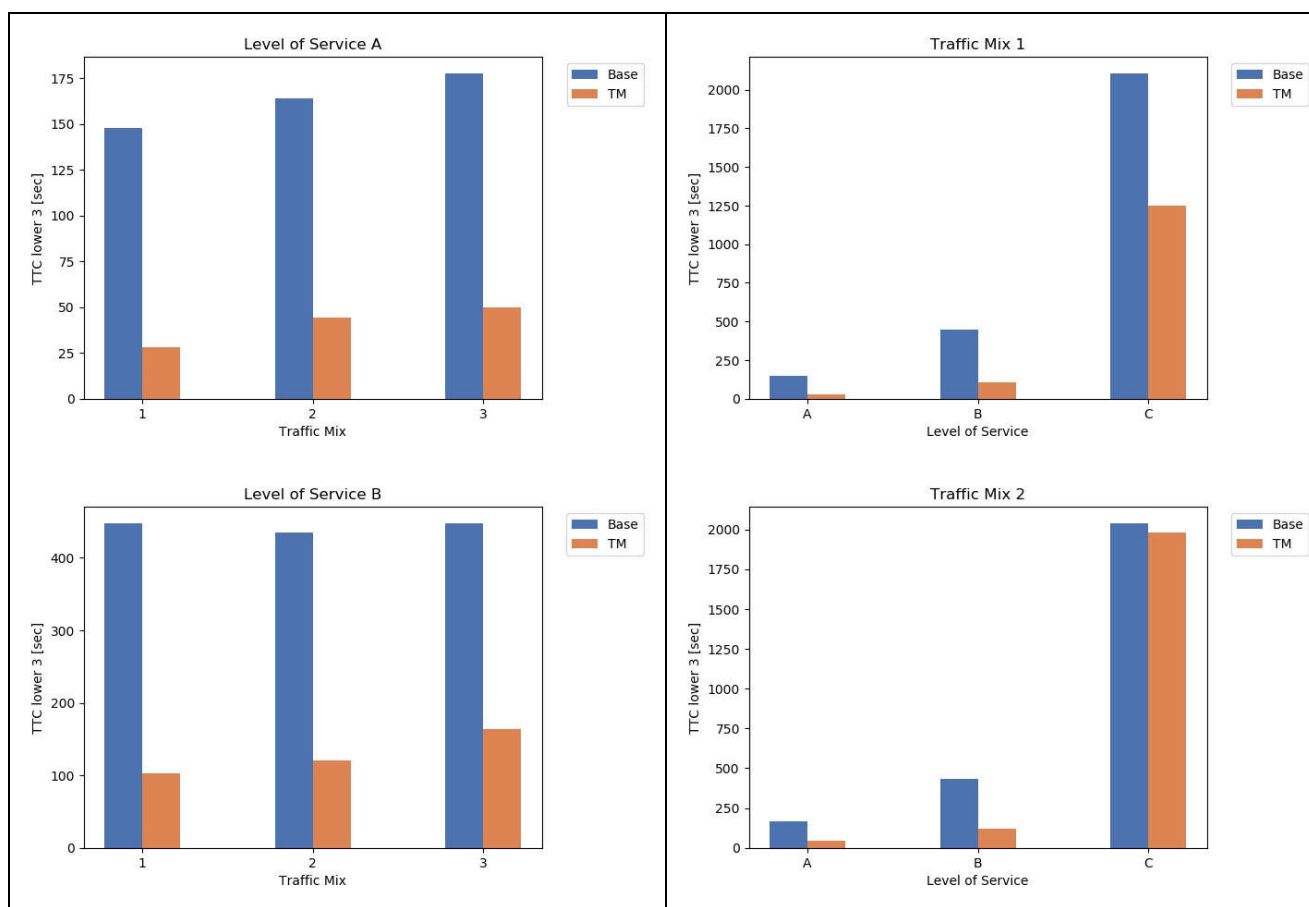 Level of Service A
175
150
125
100
75
50
25
0
TTC lower 3 [sec]
1 2 3
Traffic Mix
Base
TM
Traffic Mix 1
2000
1750
1500
1250
1000
750
500
250
0
TTC lower 3 [sec]
A B C
Level of Service
Base
TM
Level of Service B
400
300
200
100
0
TTC lower 3 [sec]
1 2 3
Traffic Mix
Base
TM
Traffic Mix 2
2000
1750
1500
1250
1000
750
500
250
0
TTC lower 3 [sec]
A B C
Level of Service
Base
TM